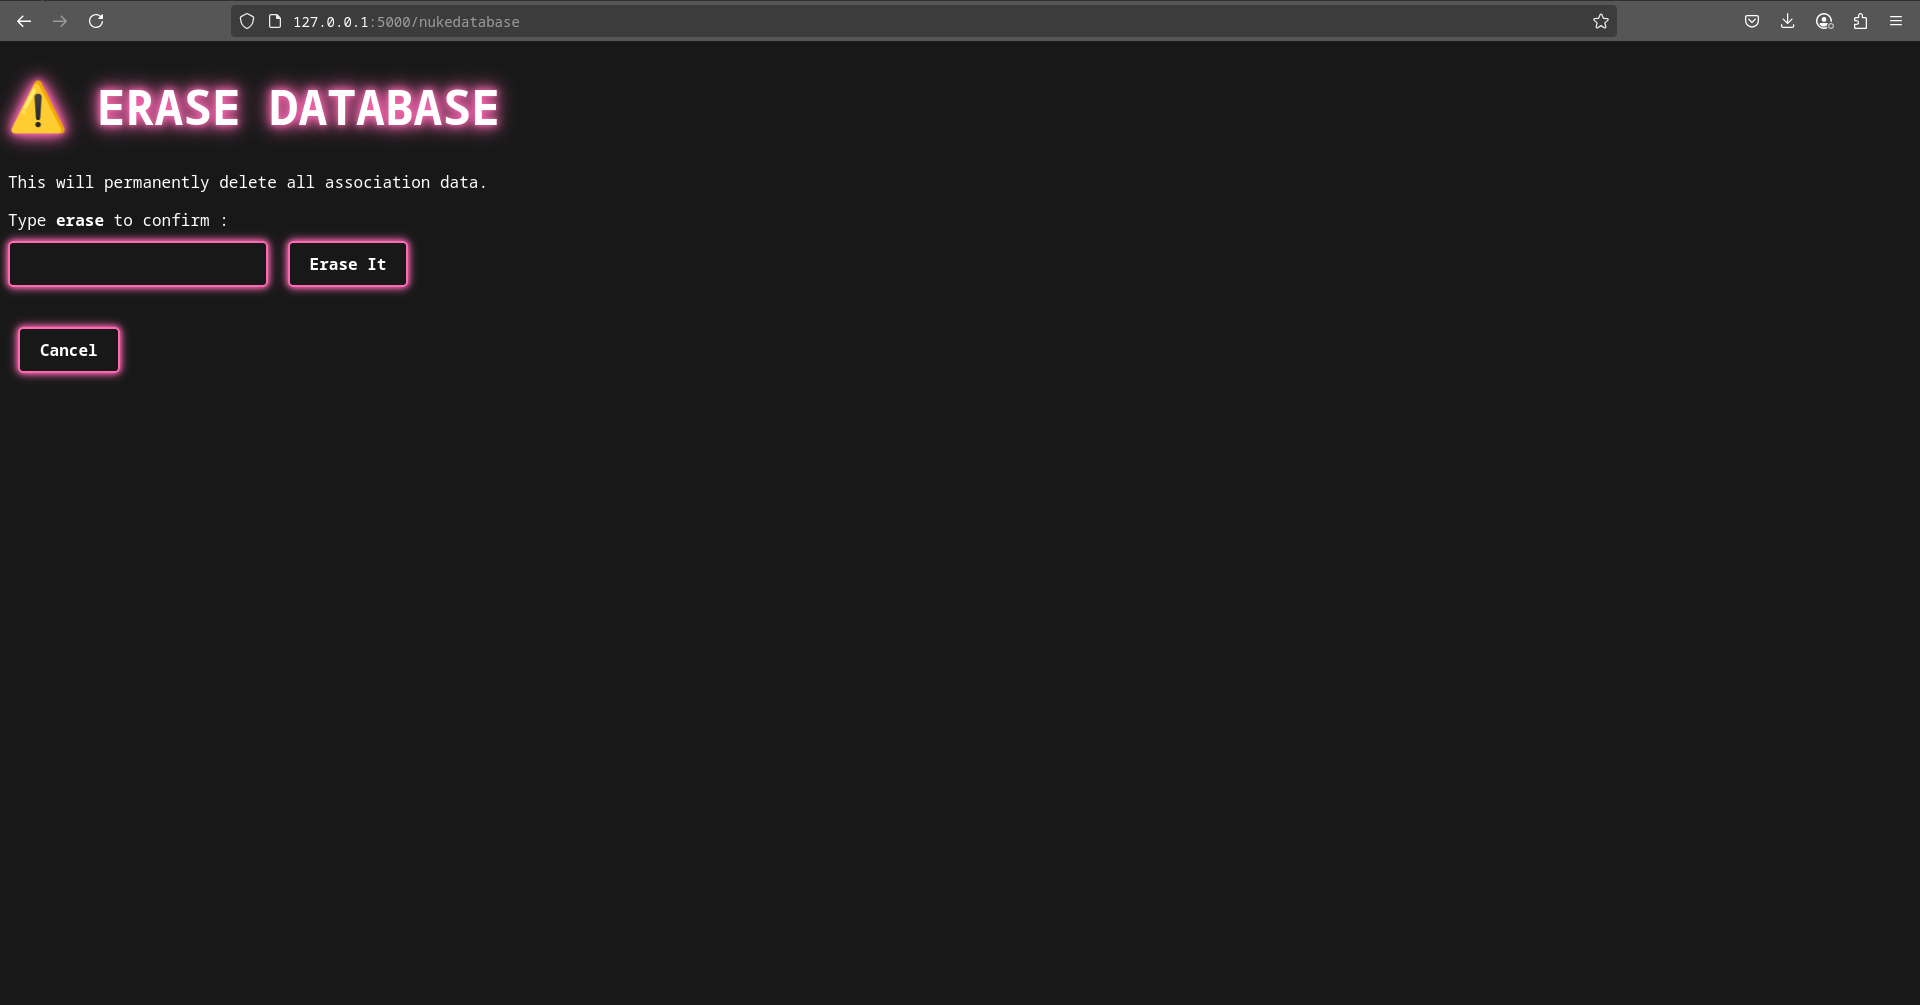 127.0.0.1:5000/nukedatabase
⚠️ ERASE DATABASE
This will permanently delete all association data.
Type erase to confirm :
Erase It
Cancel